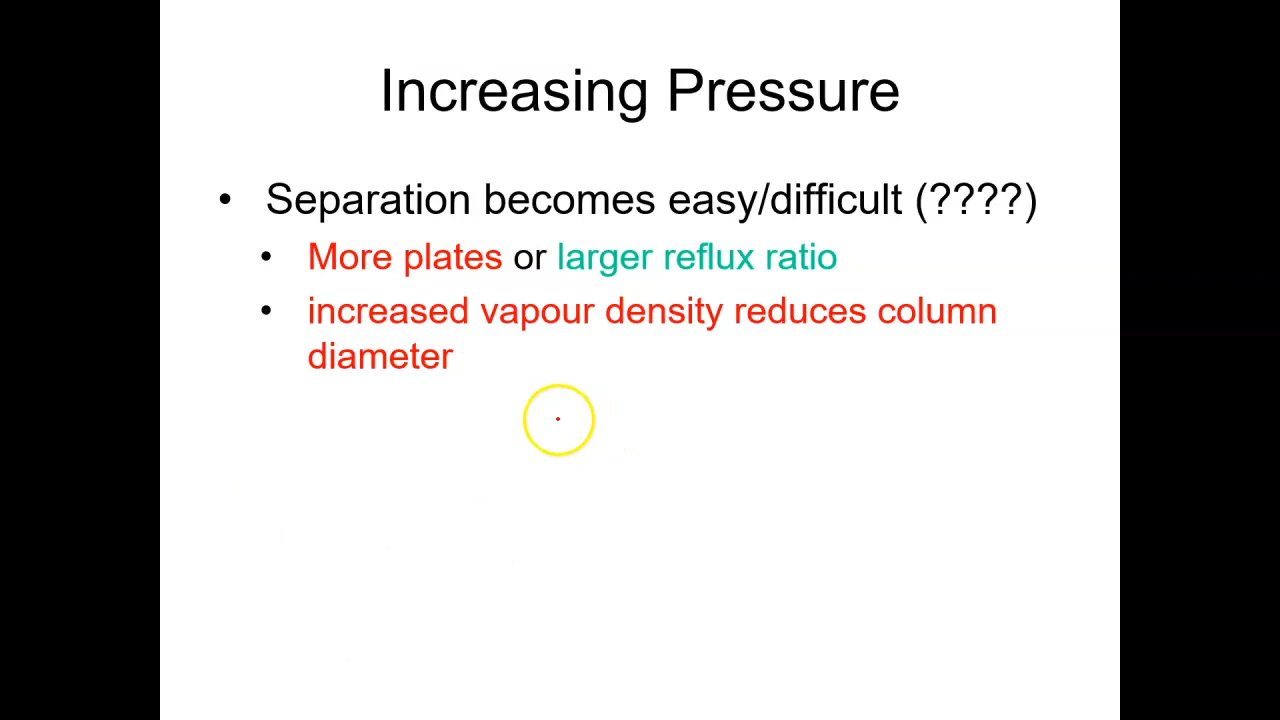 Increasing Pressure
• Separation becomes easy/difficult (????)
• More plates or larger reflux ratio
• increased vapour density reduces column
diameter